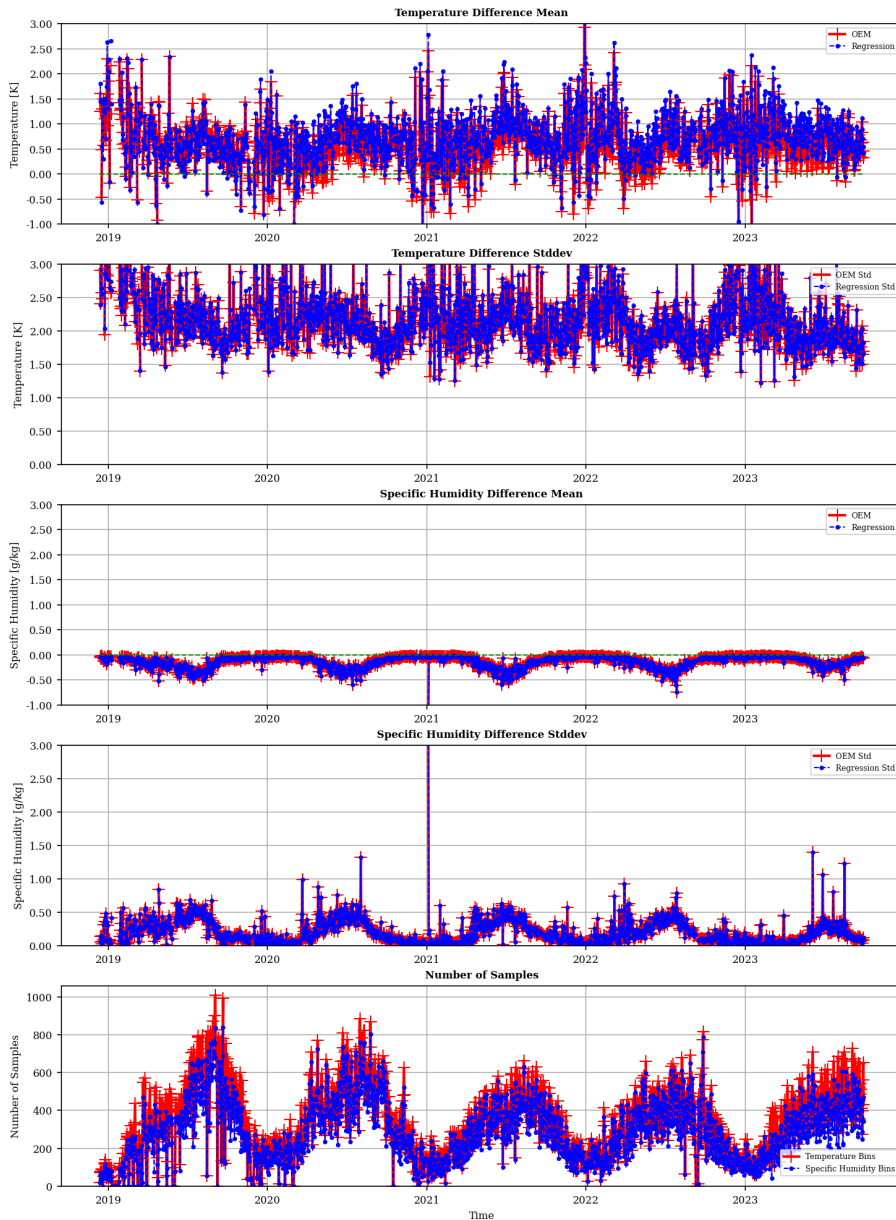 Temperature Difference Mean
Temperature [K]
3.00
2.50
2.00
1.50
1.00
0.50
0.00
-0.50
-1.00
OEM
Regression
2019 2020 2021 2022 2023
Temperature Difference Stddev
Temperature [K]
3.00
2.50
2.00
1.50
1.00
0.50
0.00
OEM Std
Regression Std
2019 2020 2021 2022 2023
Specific Humidity Difference Mean
Specific Humidity [g/kg]
3.00
2.50
2.00
1.50
1.00
0.50
0.00
-0.50
-1.00
OEM
Regression
2019 2020 2021 2022 2023
Specific Humidity Difference Stddev
Specific Humidity [g/kg]
3.00
2.50
2.00
1.50
1.00
0.50
0.00
OEM Std
Regression Std
2019 2020 2021 2022 2023
Number of Samples
Number of Samples
1000
800
600
400
200
0
Temperature Bins
Specific Humidity Bins
2019 2020 2021 2022 2023
Time